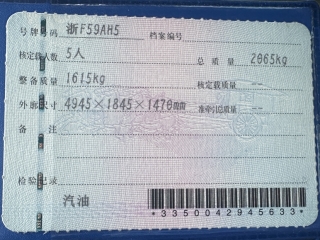 号牌号码 浙F59AH5 档案编号
核定载人数 5人 总质量 2065kg
整备质量 1615kg 核定载质量 --
外廓尺寸 4945×1845×1470mm 准牵引总质量 --
备注
检验记录
汽油
*3350042945633*